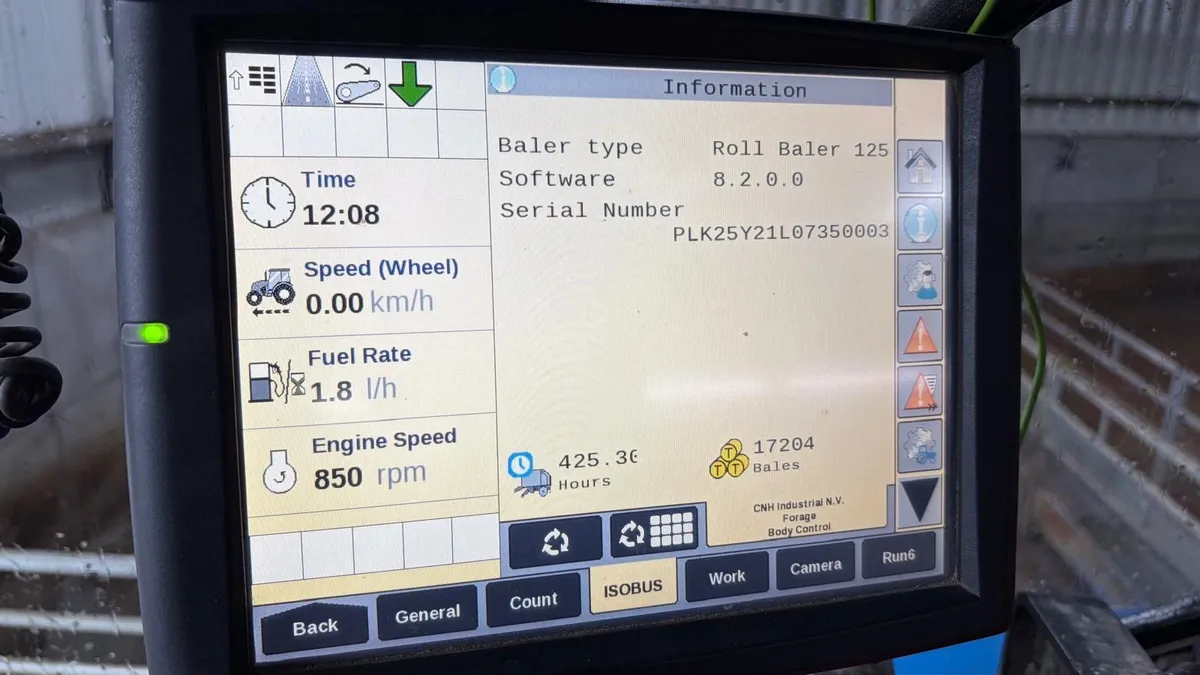 Information
Time
12:08
Speed (Wheel)
0.00 km/h
Fuel Rate
1.8 l/h
Engine Speed
850 rpm
Baler type Roll Baler 125
Software 8.2.0.0
Serial Number
PLK25Y21L07350003
425.30
Hours
17204
Bales
T
T T
CNH Industrial N.V.
Forage
Body Control
Back
General
Count
ISOBUS
Work
Camera
Run6